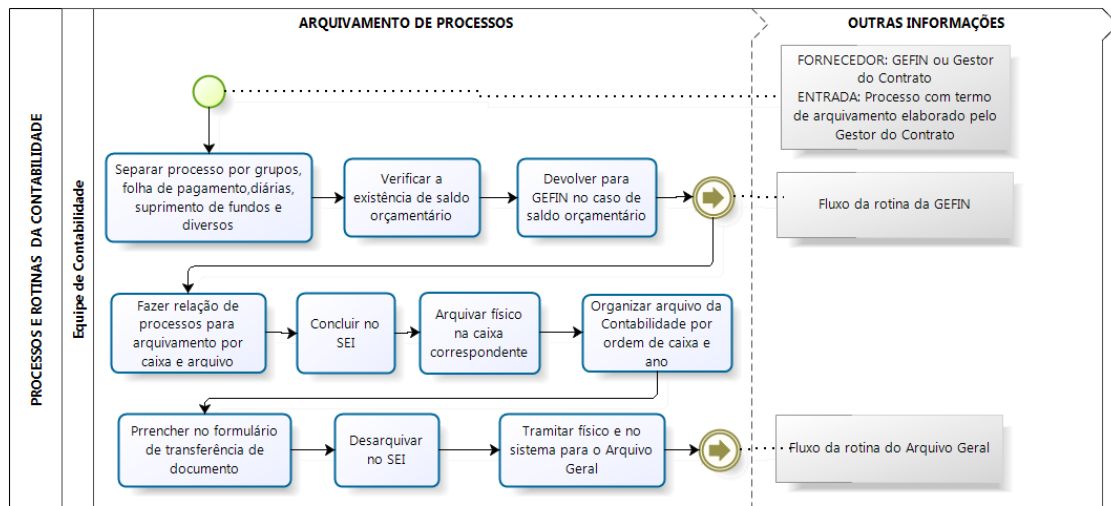 ARQUIVAMENTO DE PROCESSOS
OUTRAS INFORMAÇÕES
PROCESSOS E ROTINAS DA CONTABILIDADE
Equipe de Contabilidade
FORNECEDOR: GEFIN ou Gestor
do Contrato
ENTRADA: Processo com termo
de arquivamento elaborado pelo
Gestor do Contrato
Separar processo por grupos,
folha de pagamento,diárias,
suprimento de fundos e
diversos
Verificar a
existência de saldo
orçamentário
Devolver para
GEFIN no caso de
saldo orçamentário
Fluxo da rotina da GEFIN
Fazer relação de
processos para
arquivamento por
caixa e arquivo
Concluir no
SEI
Arquivar físico
na caixa
correspondente
Organizar arquivo da
Contabilidade por
ordem de caixa e
ano
Prrencher no formulário
de transferência de
documento
Desarquivar
no SEI
Tramitar físico e no
sistema para o Arquivo
Geral
Fluxo da rotina do Arquivo Geral